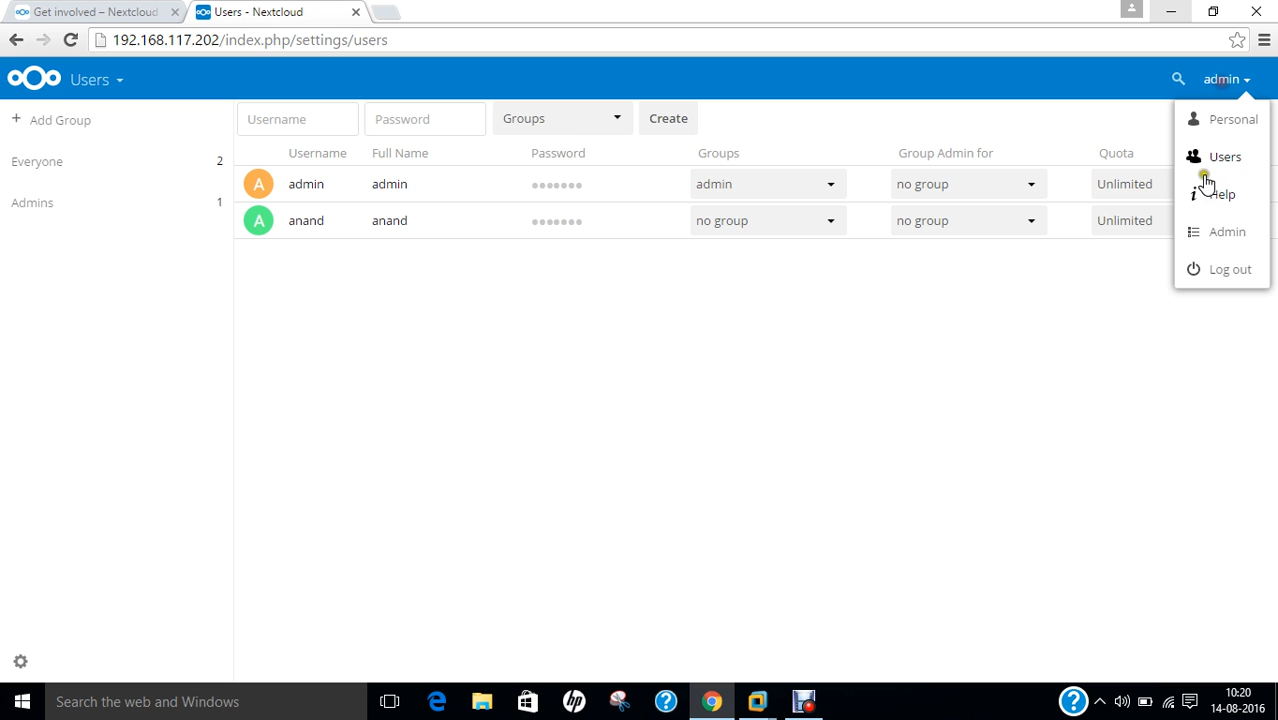 Get involved – Nextcloud
Users - Nextcloud
192.168.117.202/index.php/settings/users
Users
admin
Add Group
Everyone 2
Admins 1
Username Password Groups Create
Username Full Name Password Groups Group Admin for Quota
A admin admin admin no group Unlimited
A anand anand no group no group Unlimited
Personal
Users
Help
Admin
Log out
Search the web and Windows
10:20
14-08-2016